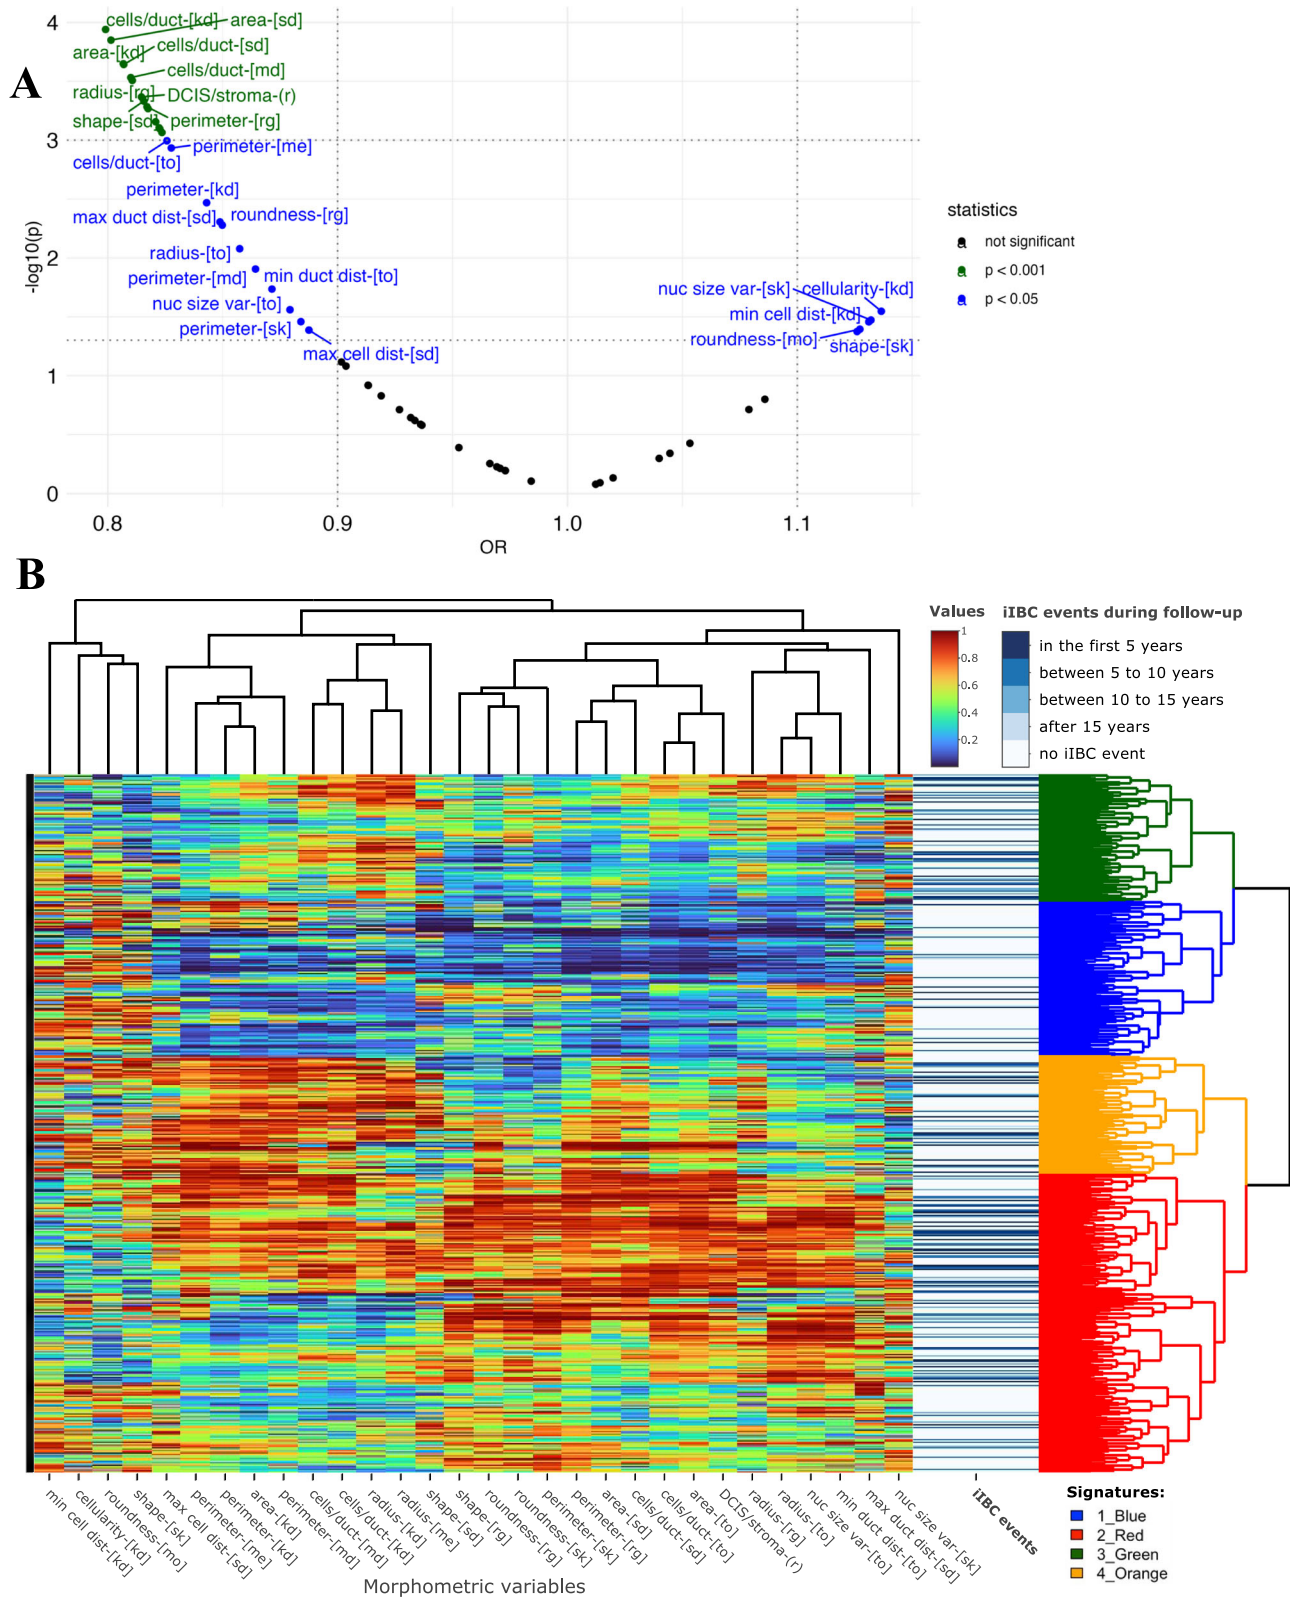 A
4
3
2
1
0
-log10(p)
cells/duct-[kd]
area-[sd]
area-[kd]
cells/duct-[sd]
cells/duct-[md]
radius-[rg]
DCIS/stroma-(r)
shape-[sd]
perimeter-[rg]
perimeter-[me]
cells/duct-[to]
perimeter-[kd]
max duct dist-[sd]
roundness-[rg]
radius-[to]
perimeter-[md]
min duct dist-[to]
nuc size var-[to]
perimeter-[sk]
max cell dist-[sd]
nuc size var-[sk]
cellularity-[kd]
min cell dist-[kd]
roundness-[mo]
shape-[sk]
0.8
0.9
1.0
1.1
OR
statistics
a not significant
a p < 0.001
a p < 0.05
B
Values
1
0.8
0.6
0.4
0.2
iIBC events during follow-up
in the first 5 years
between 5 to 10 years
between 10 to 15 years
after 15 years
no iIBC event
min cell dist-[kd]
cellularity-[kd]
roundness-[mo]
shape-[sk]
max cell dist-[sd]
perimeter-[me]
perimeter-[kd]
area-[kd]
perimeter-[md]
cells/duct-[md]
cells/duct-[kd]
radius-[kd]
radius-[me]
shape-[sd]
shape-[rg]
roundness-[rg]
roundness-[sk]
perimeter-[sk]
perimeter-[rg]
area-[sd]
cells/duct-[sd]
cells/duct-[to]
area-[to]
DCIS/stroma-(r)
radius-[rg]
radius-[to]
nuc size var-[to]
min duct dist-[to]
max duct dist-[sd]
nuc size var-[sk]
iIBC events
Morphometric variables
Signatures:
1_Blue
2_Red
3_Green
4_Orange